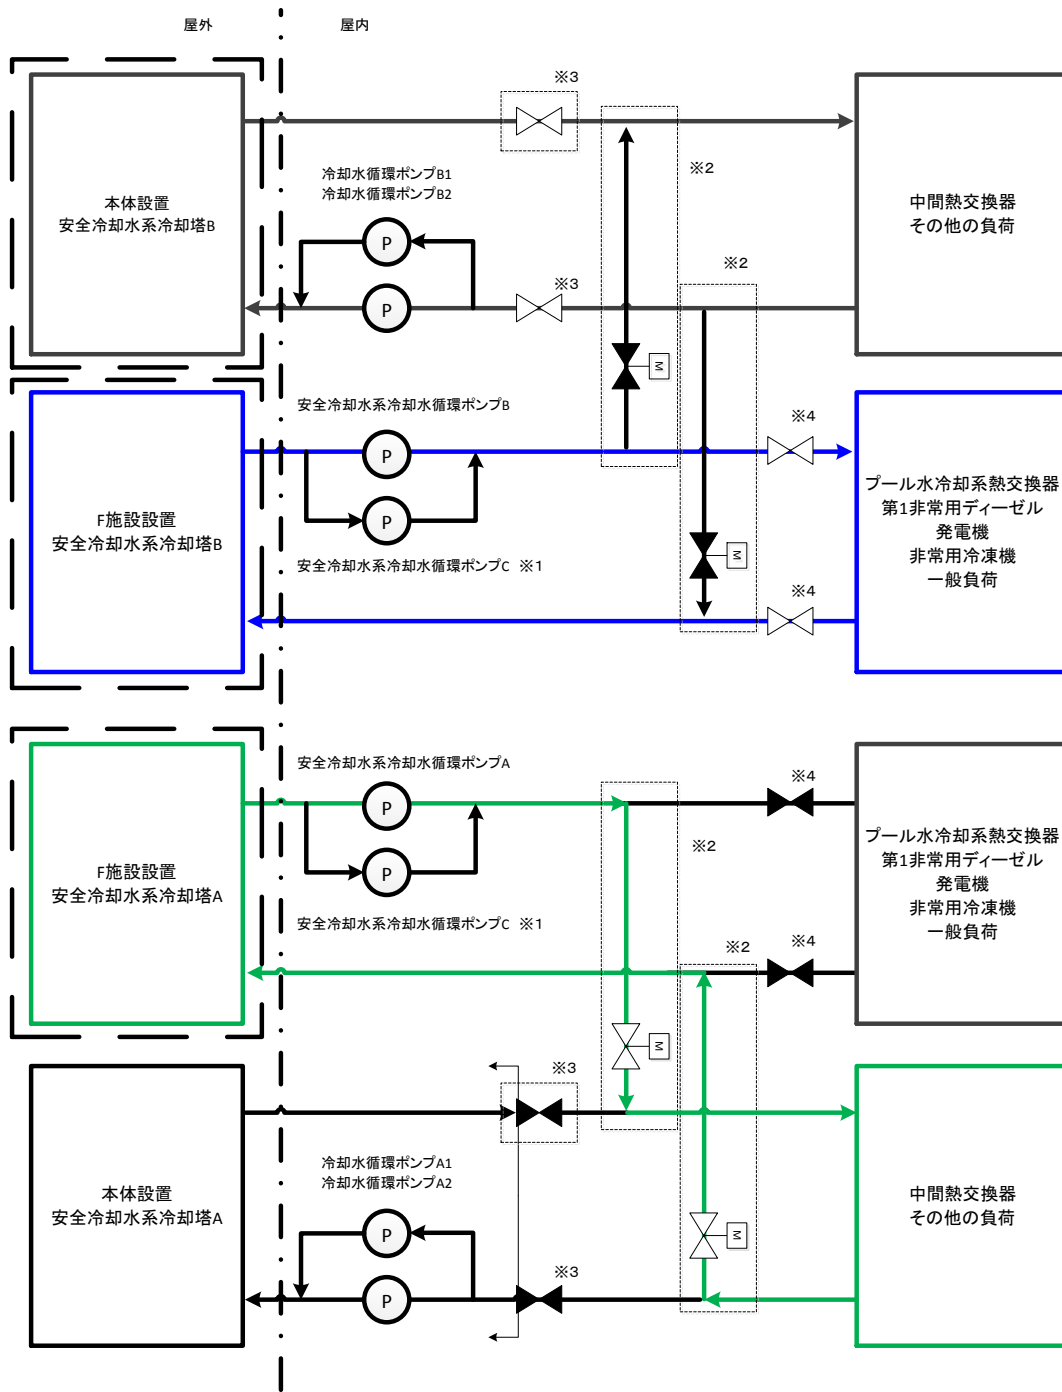 屋外
屋内
※3
本体設置
安全冷却水系冷却塔B
冷却水循環ポンプB1
冷却水循環ポンプB2
P
P
※3
※2
※2
M
中間熱交換器
その他の負荷
F施設設置
安全冷却水系冷却塔B
安全冷却水系冷却水循環ポンプB
P
P
安全冷却水系冷却水循環ポンプC ※1
M
※4
※4
プール水冷却系熱交換器
第1非常用ディーゼル
発電機
非常用冷凍機
一般負荷
F施設設置
安全冷却水系冷却塔A
安全冷却水系冷却水循環ポンプA
P
P
安全冷却水系冷却水循環ポンプC ※1
※2
※2
※4
※4
プール水冷却系熱交換器
第1非常用ディーゼル
発電機
非常用冷凍機
一般負荷
M
本体設置
安全冷却水系冷却塔A
※3
冷却水循環ポンプA1
冷却水循環ポンプA2
P
P
※3
M
中間熱交換器
その他の負荷